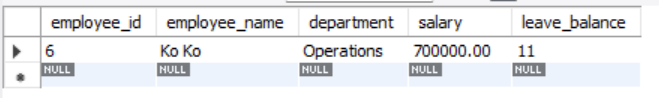 employee_id employee_name department salary leave_balance
6 Ko Ko Operations 700000.00 11
NULL NULL NULL NULL NULL